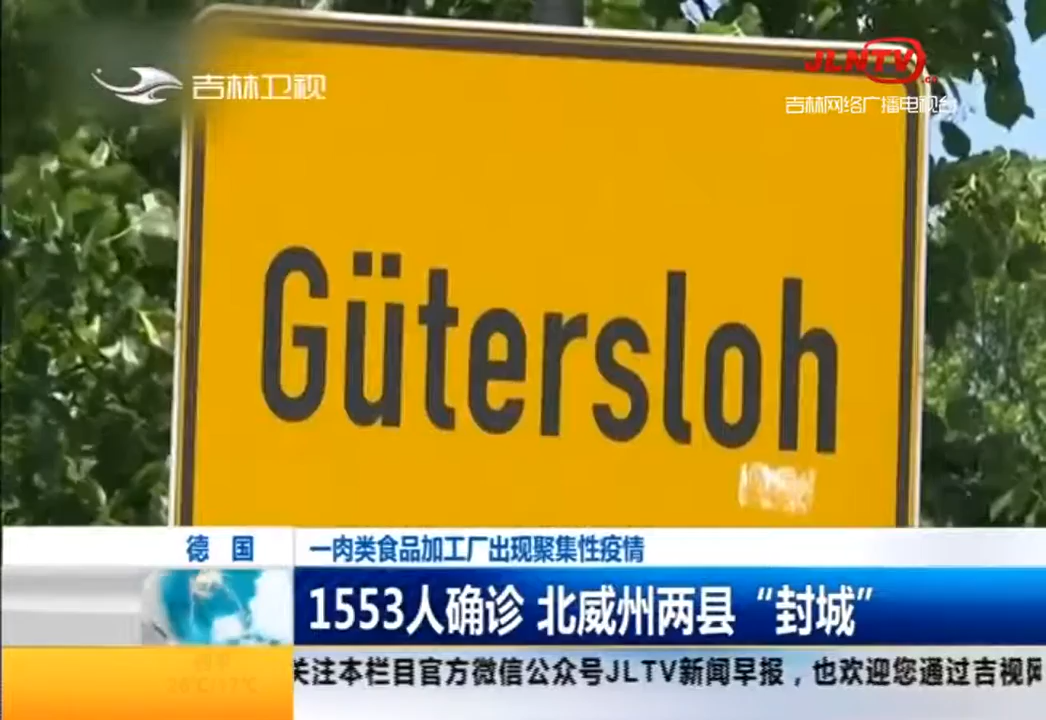 吉林卫视
JLNTV
吉林网络广播电视台
Gütersloh
德 国
一肉类食品加工厂出现聚集性疫情
1553人确诊 北威州两县“封城”
关注本栏目官方微信公众号JLTV新闻早报，也欢迎您通过吉视网